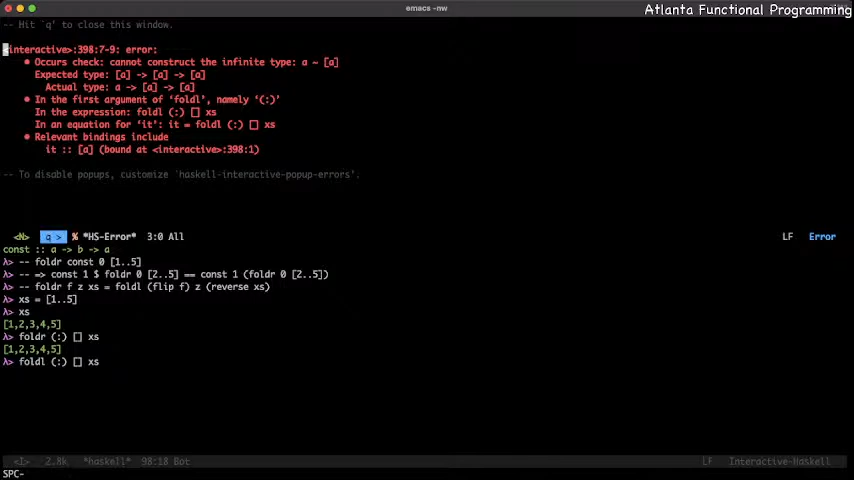 emacs -nw
Atlanta Functional Programming
-- Hit `q' to close this window.
<interactive>:398:7-9: error:
• Occurs check: cannot construct the infinite type: a ~ [a]
Expected type: [a] -> [a] -> [a]
Actual type: a -> [a] -> [a]
• In the first argument of ‘foldl’, namely ‘(:)’
In the expression: foldl (:) [] xs
In an equation for ‘it’: it = foldl (:) [] xs
• Relevant bindings include
it :: [a] (bound at <interactive>:398:1)
-- To disable popups, customize `haskell-interactive-popup-errors'.
<N> q > % *HS-Error* 3:0 All LF Error
const :: a -> b -> a
λ> -- foldr const 0 [1..5]
λ> -- => const 1 $ foldr 0 [2..5] == const 1 (foldr 0 [2..5])
λ> -- foldr f z xs = foldl (flip f) z (reverse xs)
λ> xs = [1..5]
λ> xs
[1,2,3,4,5]
λ> foldr (:) [] xs
[1,2,3,4,5]
λ> foldl (:) [] xs
<I> 2.8k *haskell* 98:18 Bot LF Interactive-Haskell
SPC-